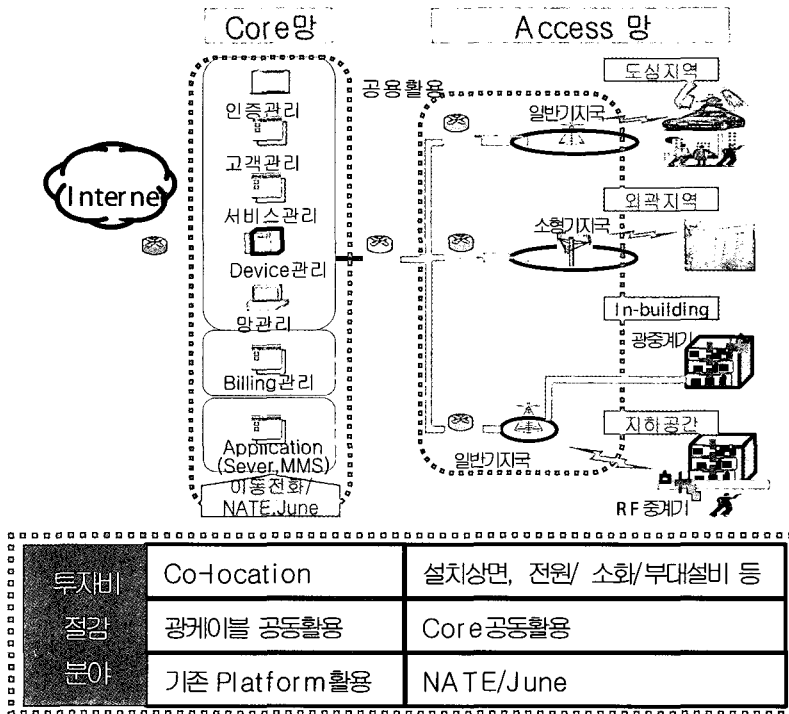 Core망
Access 망
공용활용
인증관리
고객관리
서비스관리
Device관리
망관리
Billing관리
Application
(Sever,MMS)
이동전화/
NATE,June
Internet
일반기지국
도심지역
소형기지국
외곽지역
In-building
광중계기
일반기지국
지하공간
RF중계기
투자비
절감
분야
Co-location
설치상면, 전원/ 소화/부대설비 등
광케이블 공동활용
Core공동활용
기존 Platform활용
NATE/June